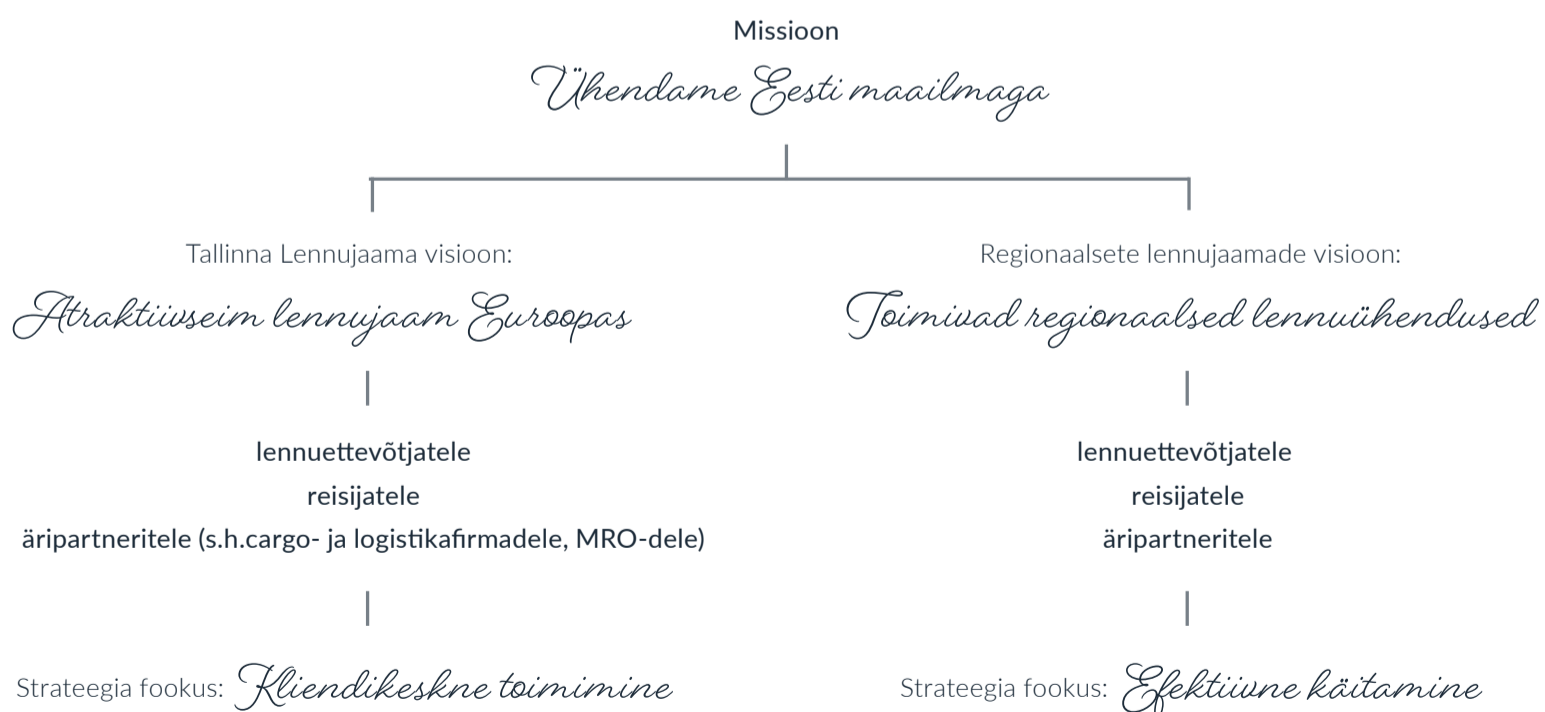 Missioon
Ühendame Eesti maailmaga
Tallinna Lennujaama visioon:
Atraktiivseim lennujaam Euroopas
lennuettevõtjatele
reisijatele
äripartneritele (s.h.cargo- ja logistikafirmadele, MRO-dele)
Strateegia fookus: Kliendikeskne toimimine
Regionaalsete lennujaamade visioon:
Toimivad regionaalsed lennuühendused
lennuettevõtjatele
reisijatele
äripartneritele
Strateegia fookus: Efektiivne käitamine